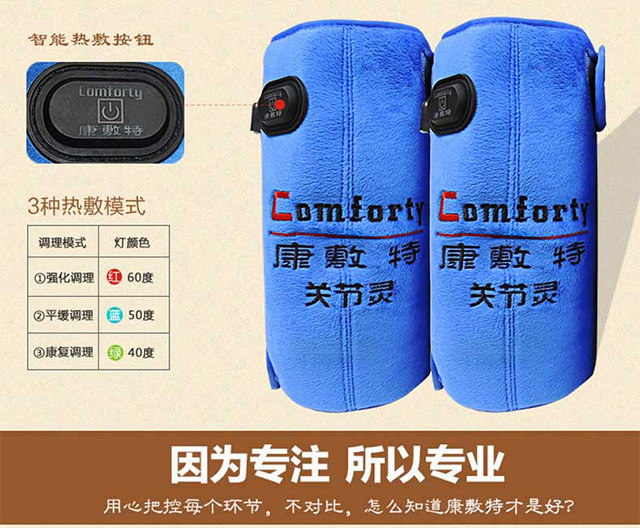 智能热敷按钮
Comforty
康敷特
3种热敷模式
调理模式 灯颜色
①强化调理 红 60度
②平缓调理 蓝 50度
③康复调理 绿 40度
Comforty
康敷特
Comforty
康敷特
关节灵
Comforty
康敷特
关节灵
因为专注 所以专业
用心把控每个环节，不对比，怎么知道康敷特才是好？